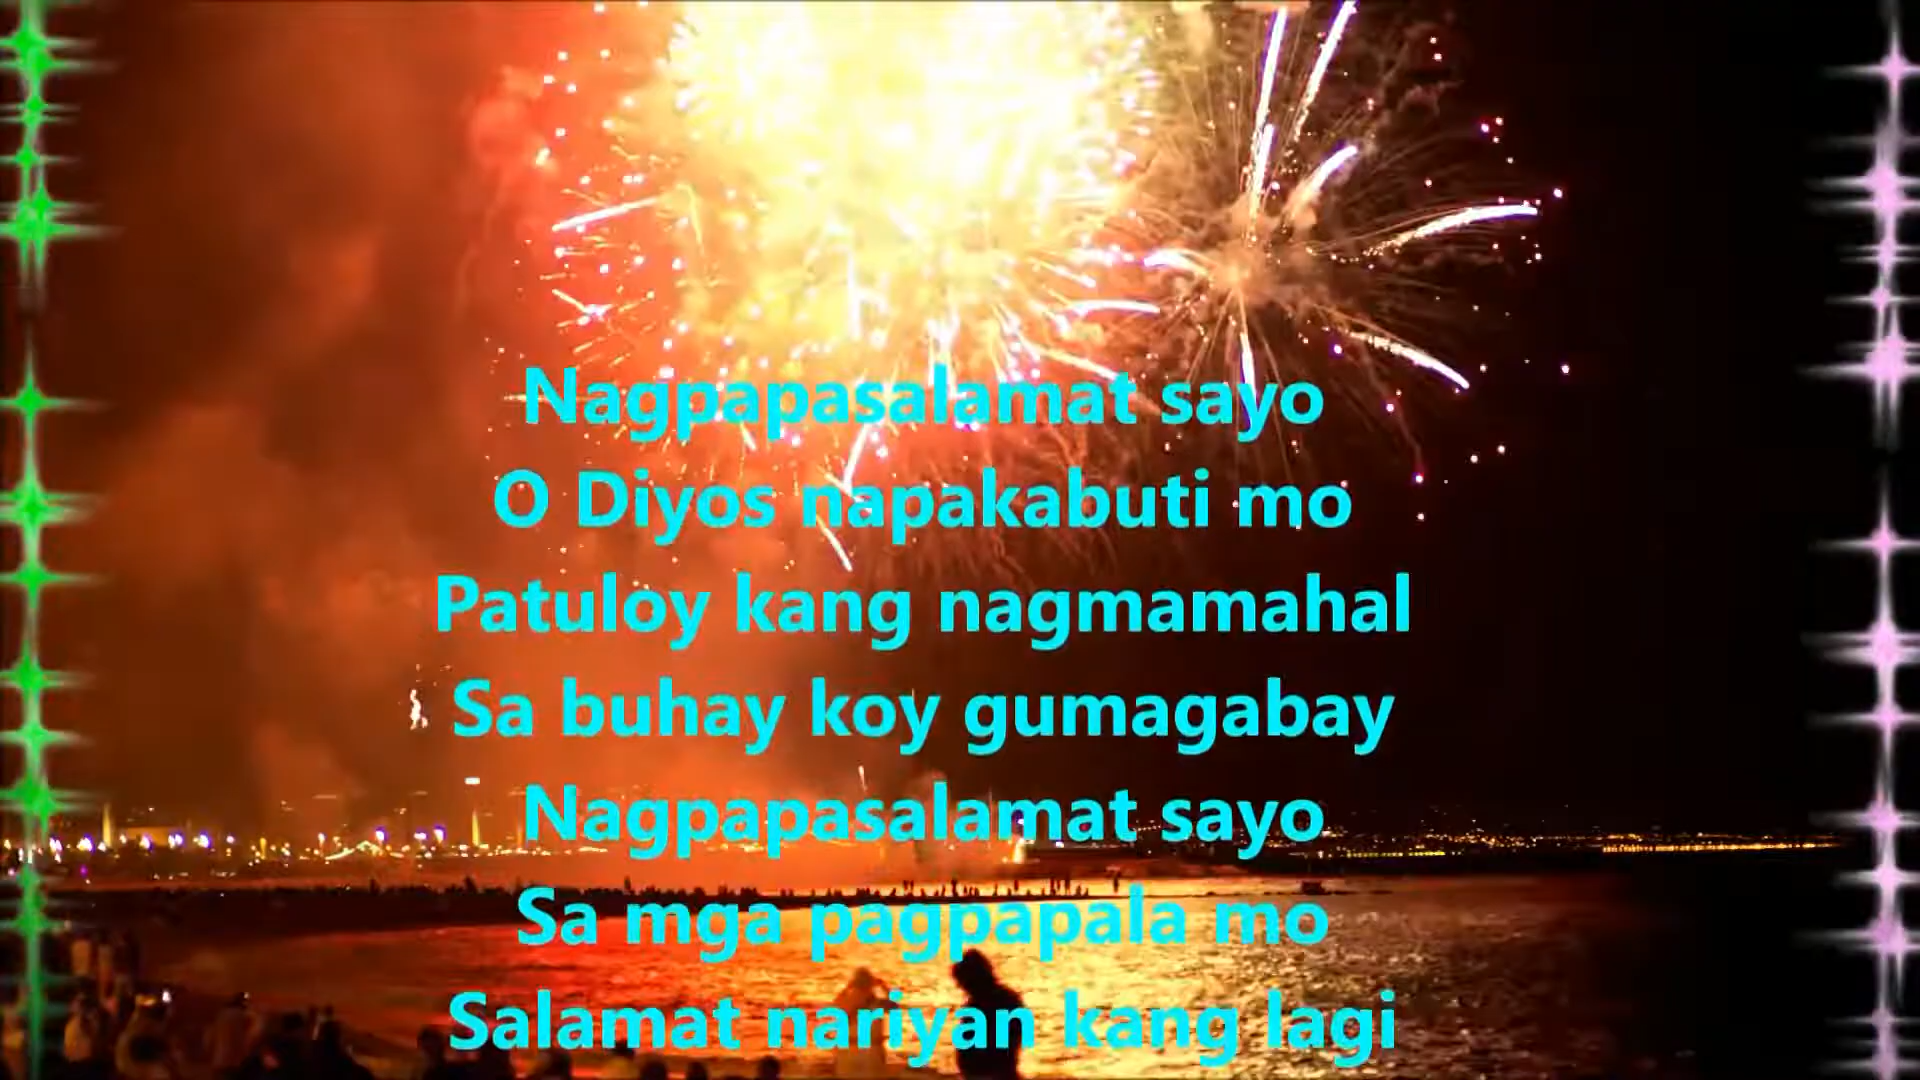 Nagpapasalamat sayo
O Diyos napakabuti mo
Patuloy kang nagmamahal
Sa buhay koy gumagabay
Nagpapasalamat sayo
Sa mga pagpapala mo
Salamat nariyan kang lagi